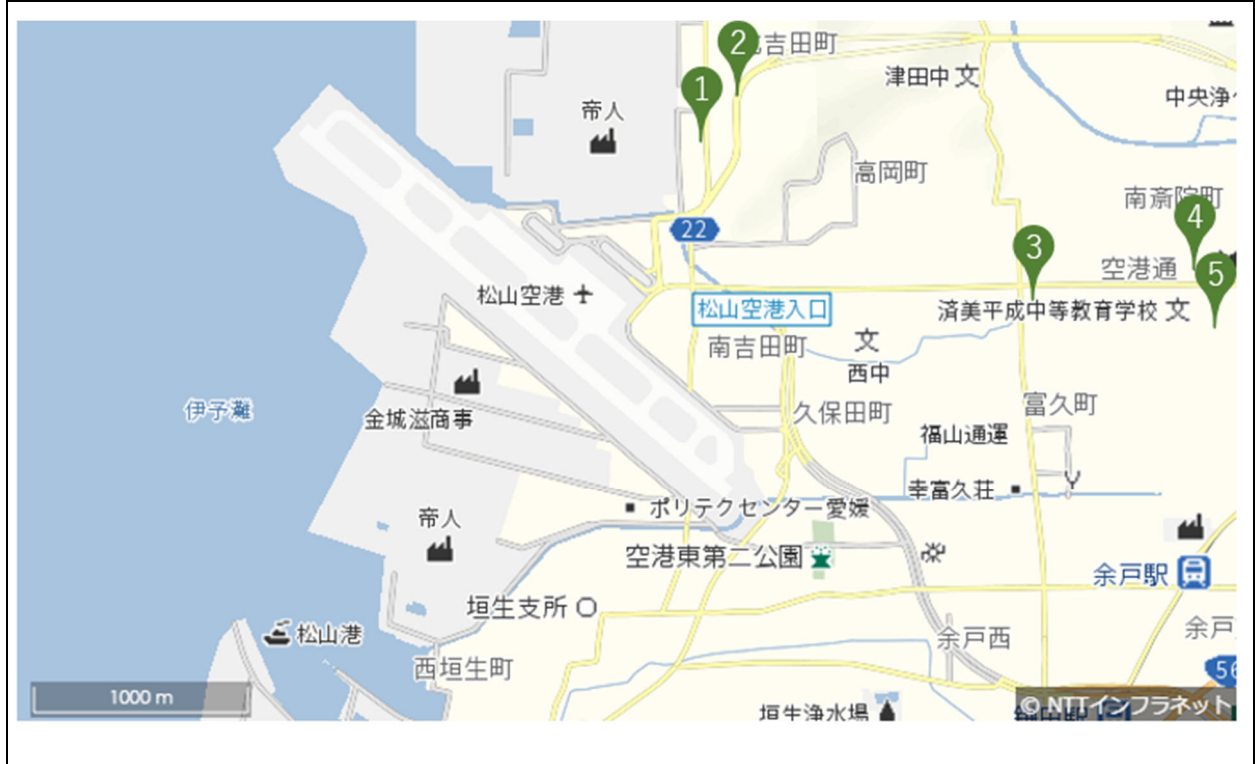 2
吉田町
津田中
1
中央浄
帝人
高岡町
南斎院町
4
22
3
空港通
5
松山空港
松山空港入口
済美平成中等教育学校
南吉田町
西中
伊予灘
金城滋商事
久保田町
富久町
福山通運
幸富久荘
ポリテクセンター愛媛
帝人
空港東第二公園
余戸駅
垣生支所
松山港
余戸西
余戸
西垣生町
56
1000 m
垣生浄水場
© NTTインフラネット